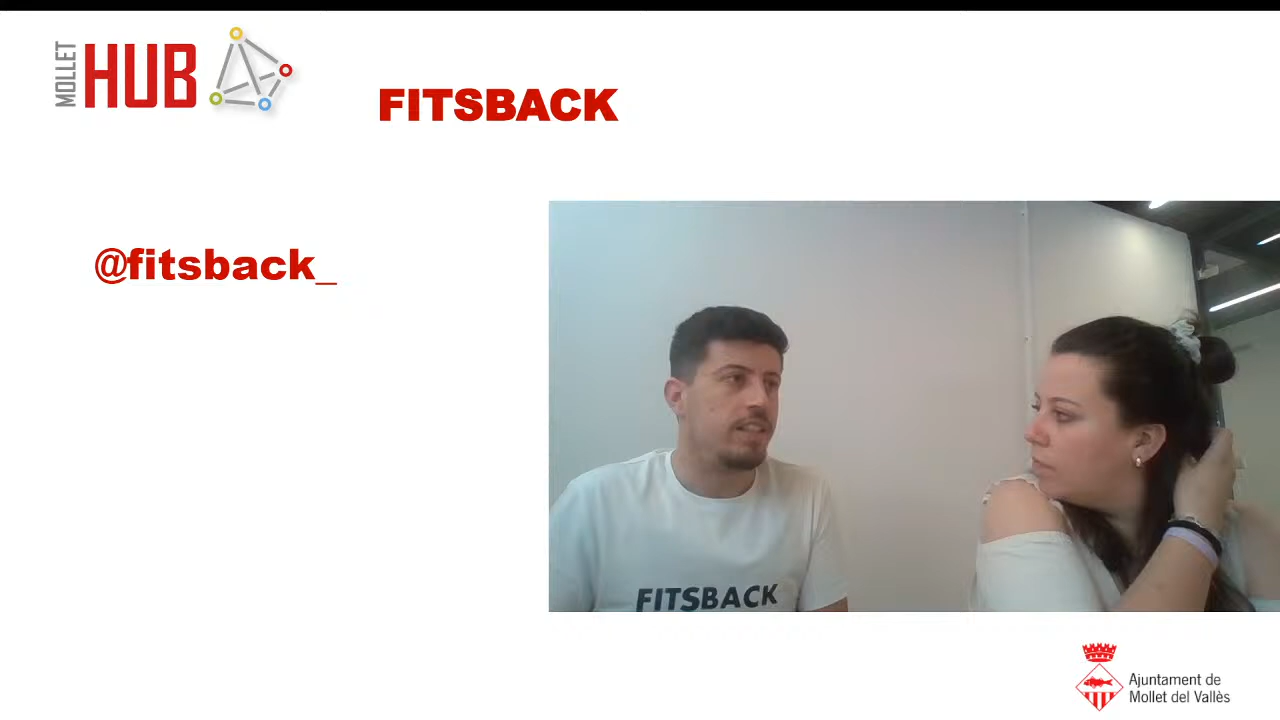 MOLLET
HUB
FITSBACK
@fitsback_
FITSBACK
Ajuntament de
Mollet del Vallès